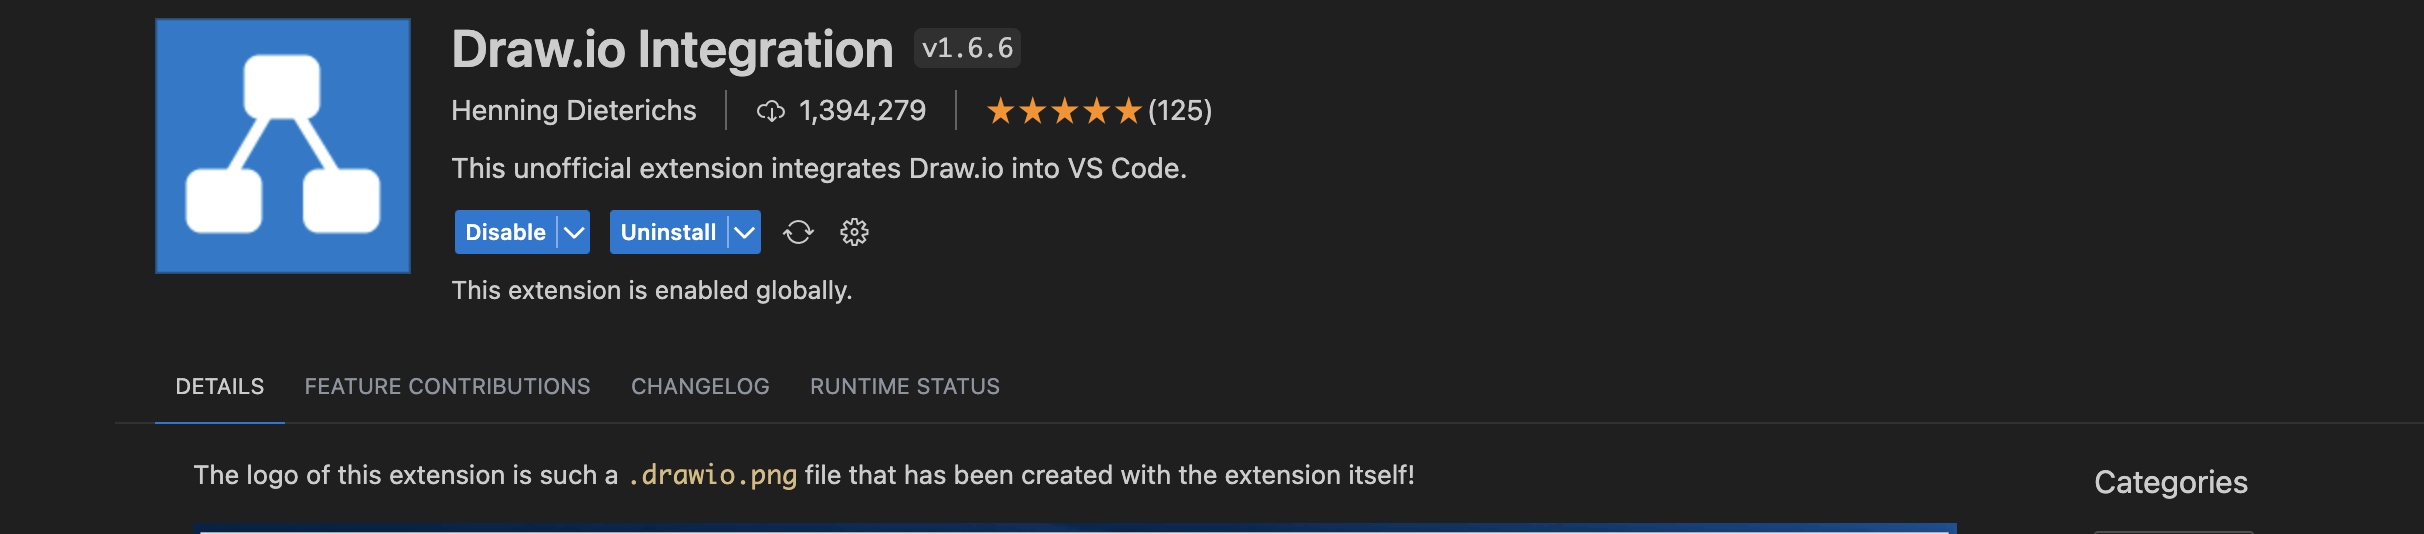 Draw.io Integration v1.6.6
Henning Dieterichs 1,394,279 (125)
This unofficial extension integrates Draw.io into VS Code.
Disable Uninstall
This extension is enabled globally.
DETAILS FEATURE CONTRIBUTIONS CHANGELOG RUNTIME STATUS
The logo of this extension is such a .drawio.png file that has been created with the extension itself!
Categories